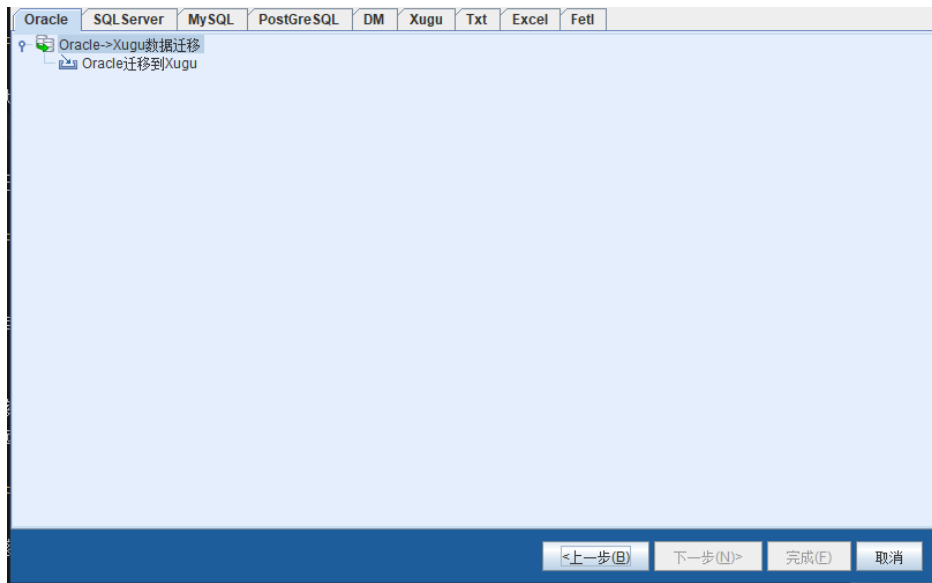 Oracle SQLServer MySQL PostGreSQL DM Xugu Txt Excel Fetl
Oracle->Xugu数据迁移
Oracle迁移到Xugu
<上一步(B) 下一步(N)> 完成(F) 取消